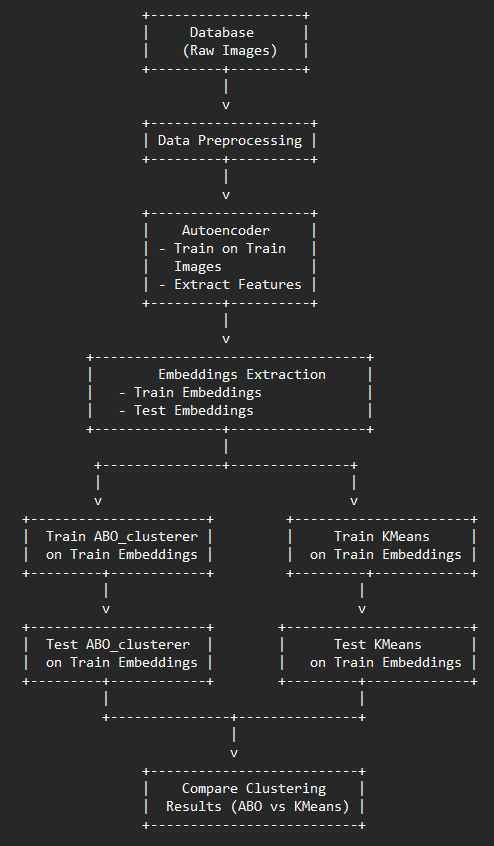 Database
(Raw Images)
Data Preprocessing
Autoencoder
- Train on Train
Images
- Extract Features
Embeddings Extraction
- Train Embeddings
- Test Embeddings
Train ABO_clusterer
on Train Embeddings
Train KMeans
on Train Embeddings
Test ABO_clusterer
on Train Embeddings
Test KMeans
on Train Embeddings
Compare Clustering
Results (ABO vs KMeans)